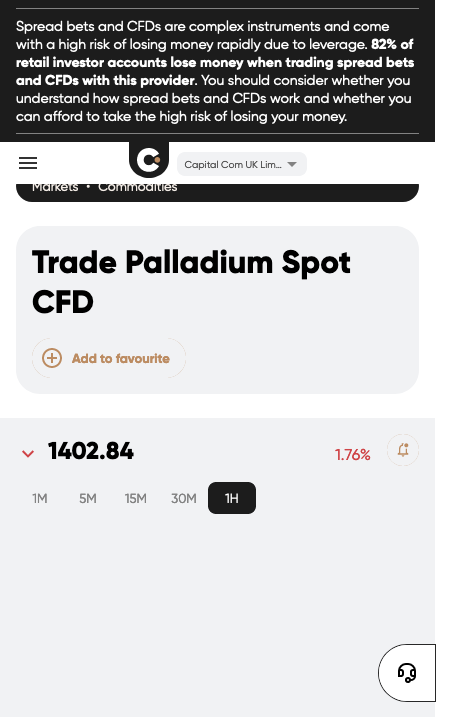 Spread bets and CFDs are complex instruments and come
with a high risk of losing money rapidly due to leverage. 82% of
retail investor accounts lose money when trading spread bets
and CFDs with this provider. You should consider whether you
understand how spread bets and CFDs work and whether you
can afford to take the high risk of losing your money.
Capital Com UK Lim...
Markets • Commodities
Trade Palladium Spot
CFD
Add to favourite
1402.84
1.76%
1M 5M 15M 30M 1H